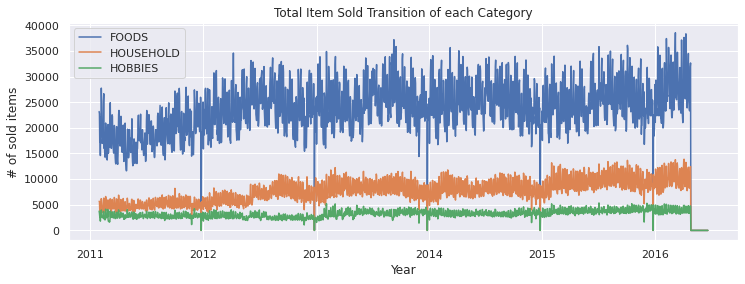 Total Item Sold Transition of each Category
FOODS
HOUSEHOLD
HOBBIES
# of sold items
40000
35000
30000
25000
20000
15000
10000
5000
0
2011
2012
2013
2014
2015
2016
Year